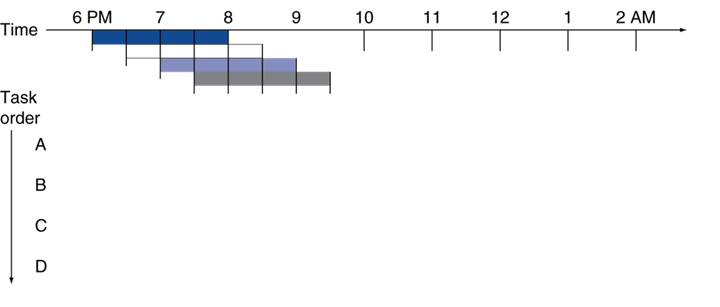 6 PM 7 8 9 10 11 12 1 2 AM
Time
Task
order
A
B
C
D